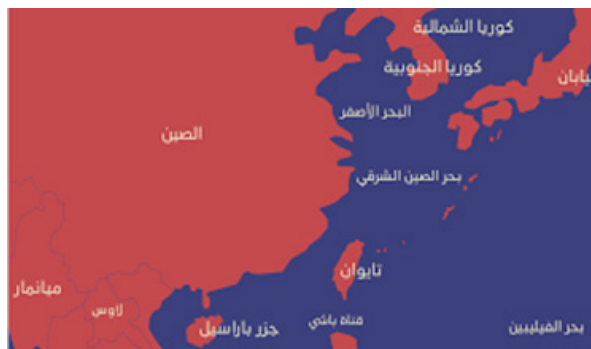 كوريا الشمالية
كوريا الجنوبية
يابان
البحر الأصفر
الصين
بحر الصين الشرقي
تايوان
ميانمار
لاوس
جزر باراسيل
قناة باشي
بحر الفيليبين